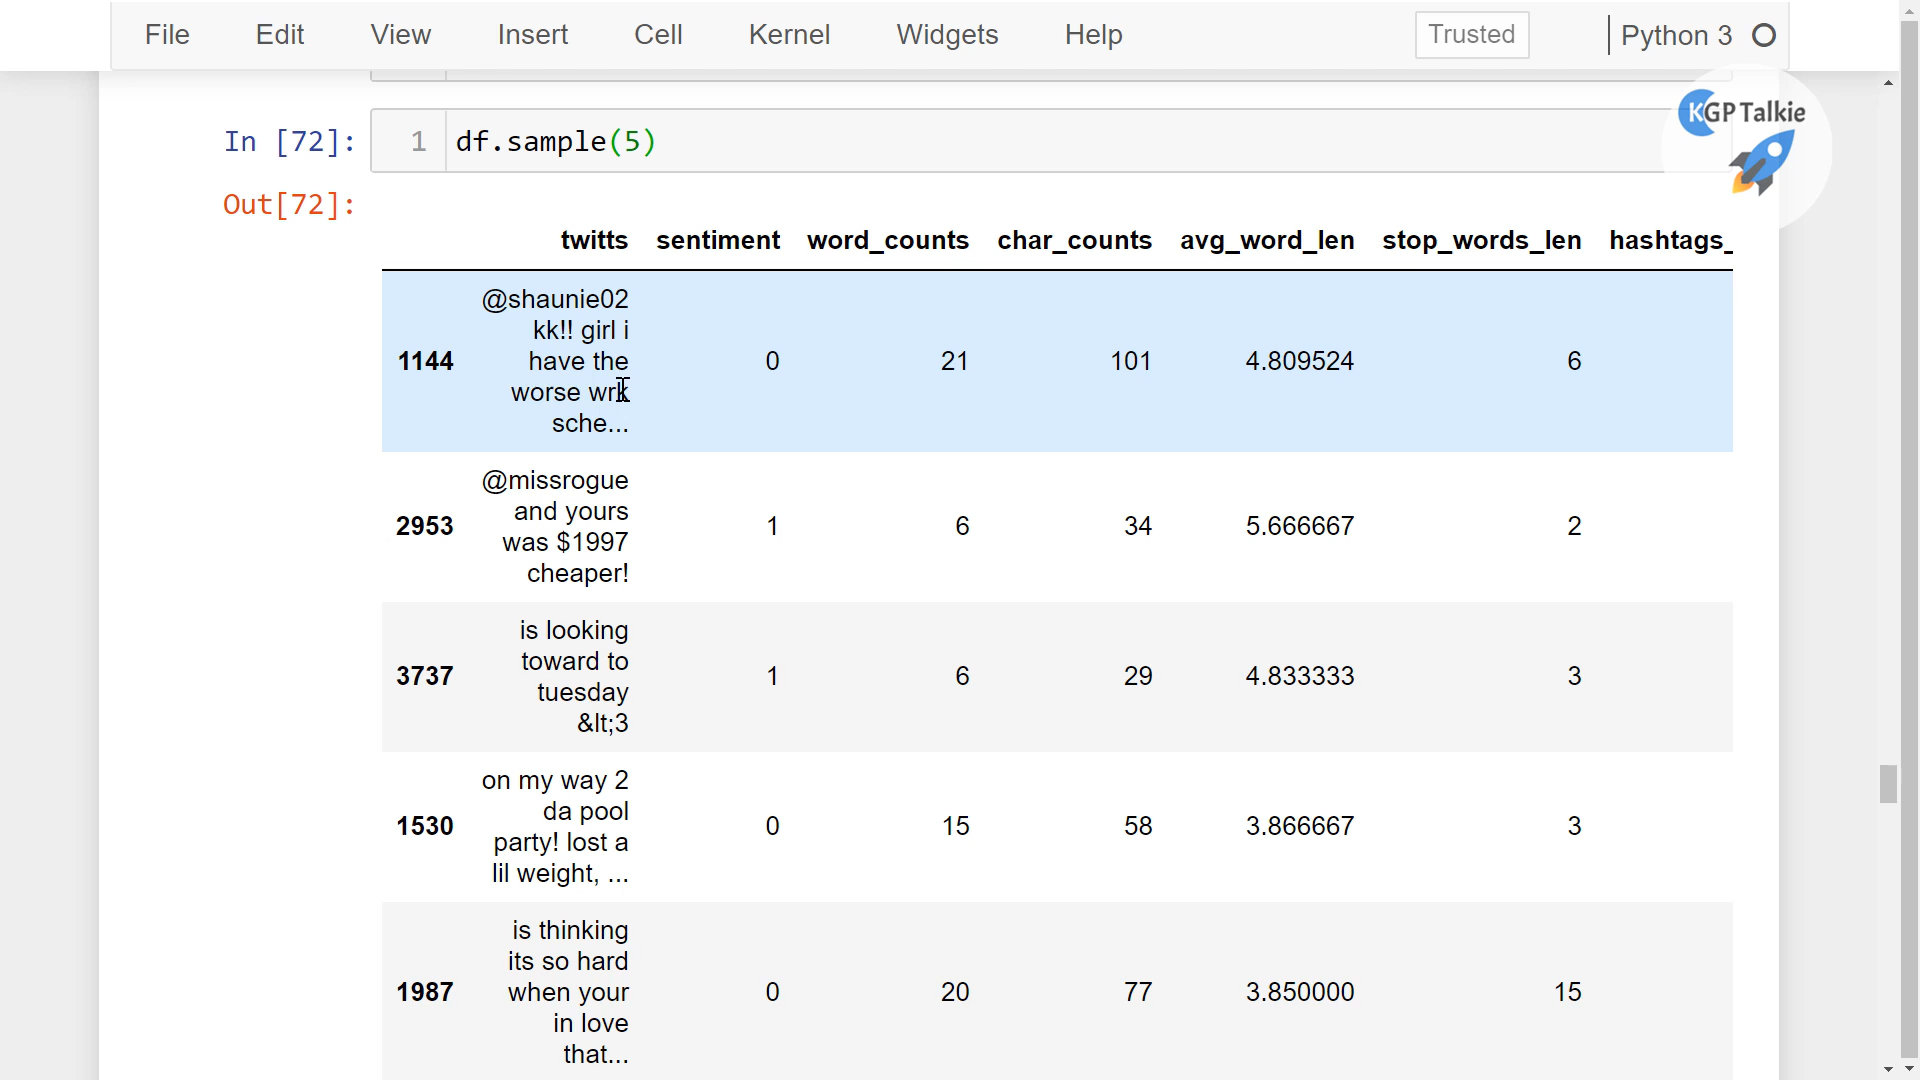 File Edit View Insert Cell Kernel Widgets Help Trusted Python 3
KGP Talkie
In [72]: 1 df.sample(5)
Out[72]:
twitts sentiment word_counts char_counts avg_word_len stop_words_len hashtags_
@shaunie02
kk!! girl i
1144 have the 0 21 101 4.809524 6
worse wrk
sche...
@missrogue
and yours
2953 was $1997 1 6 34 5.666667 2
cheaper!
is looking
toward to
3737 tuesday 1 6 29 4.833333 3
&lt;3
on my way 2
da pool
1530 party! lost a 0 15 58 3.866667 3
lil weight, ...
is thinking
its so hard
1987 when your 0 20 77 3.850000 15
in love
that...